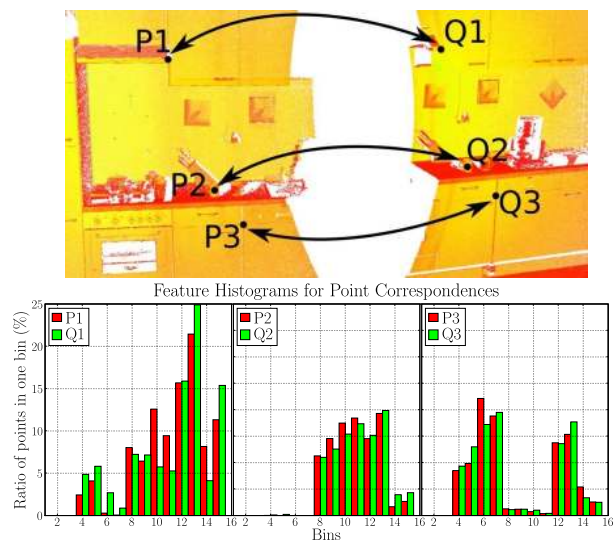 P1
Q1
P2
Q2
P3
Q3
Feature Histograms for Point Correspondences
Ratio of points in one bin (%)
25
20
15
10
5
0
P1
Q1
P2
Q2
P3
Q3
2 4 6 8 10 12 14 16
2 4 6 8 10 12 14 16
2 4 6 8 10 12 14 16
Bins